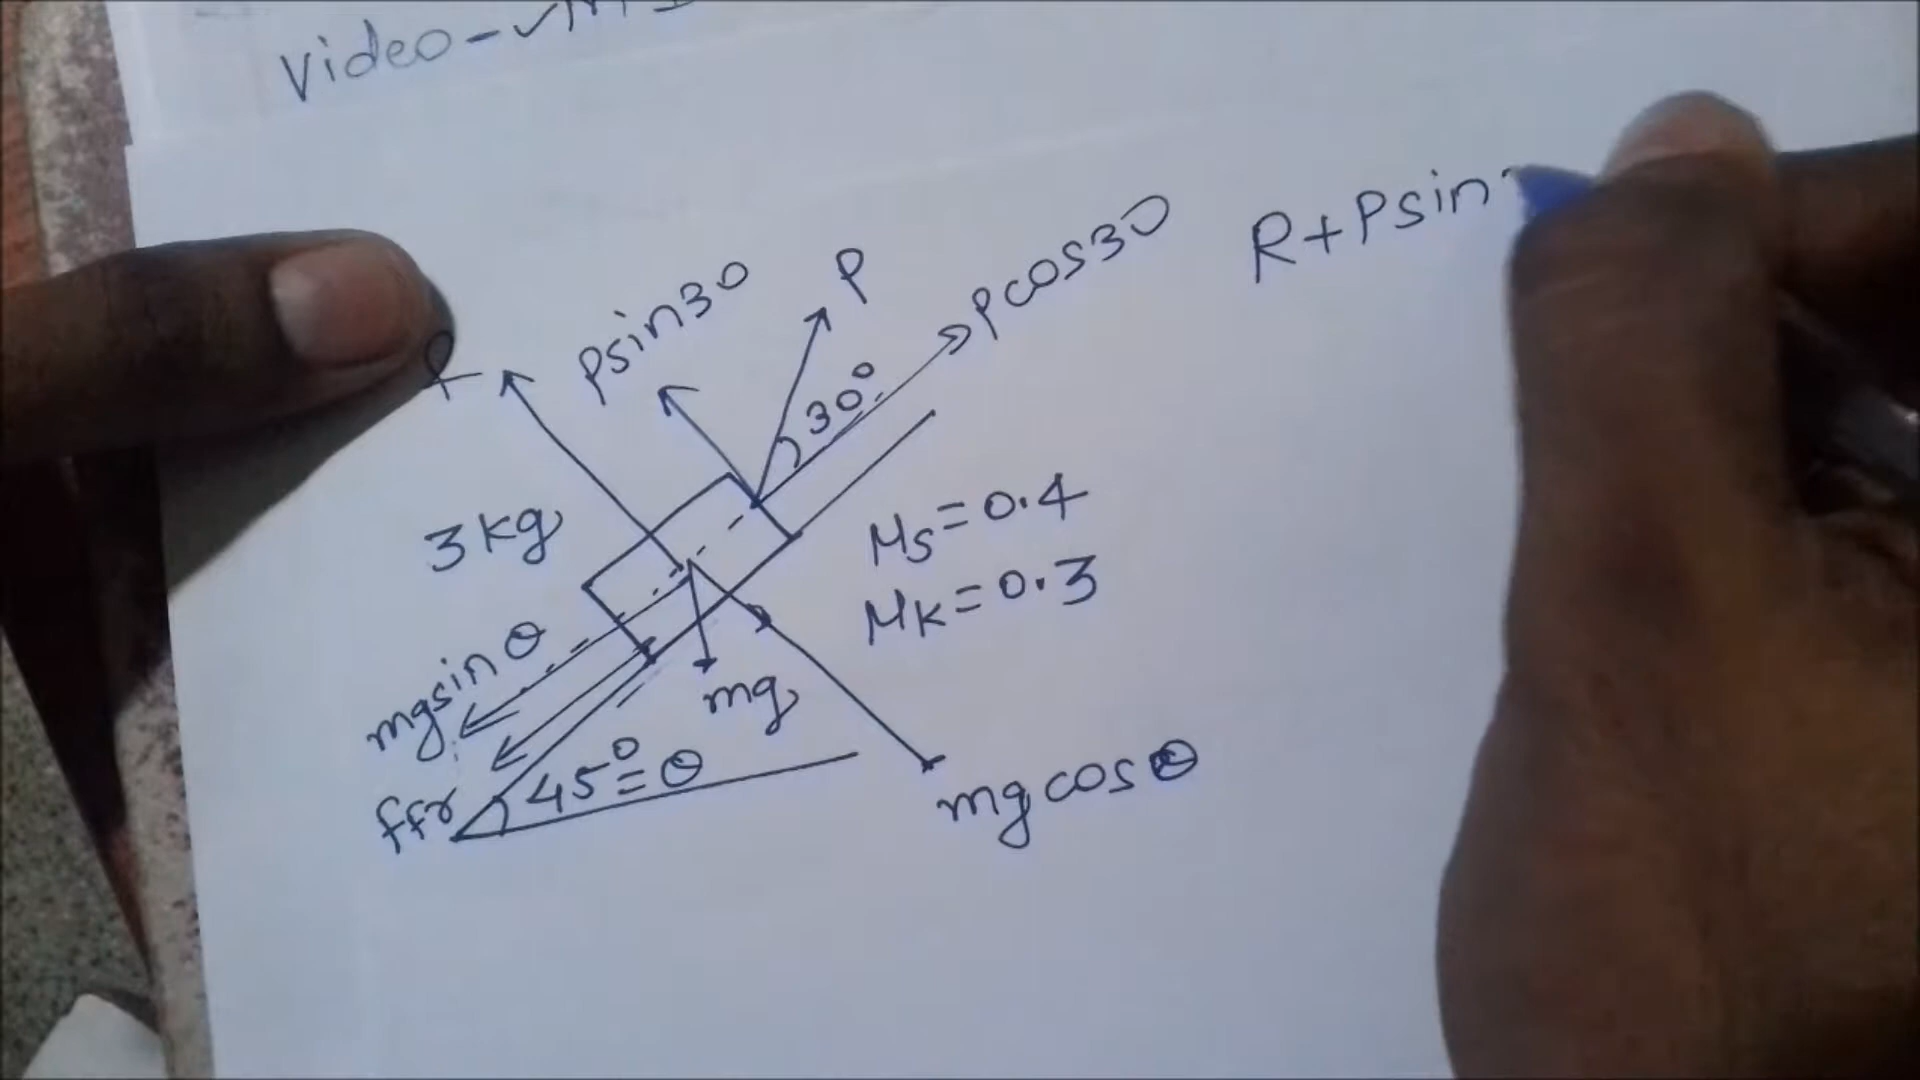 Video-
R+Psin
Psin30
P
Pcos30
30°
3kg
μs=0.4
μk=0.3
mgsinθ
mg
ffr
45°=θ
mgcosθ